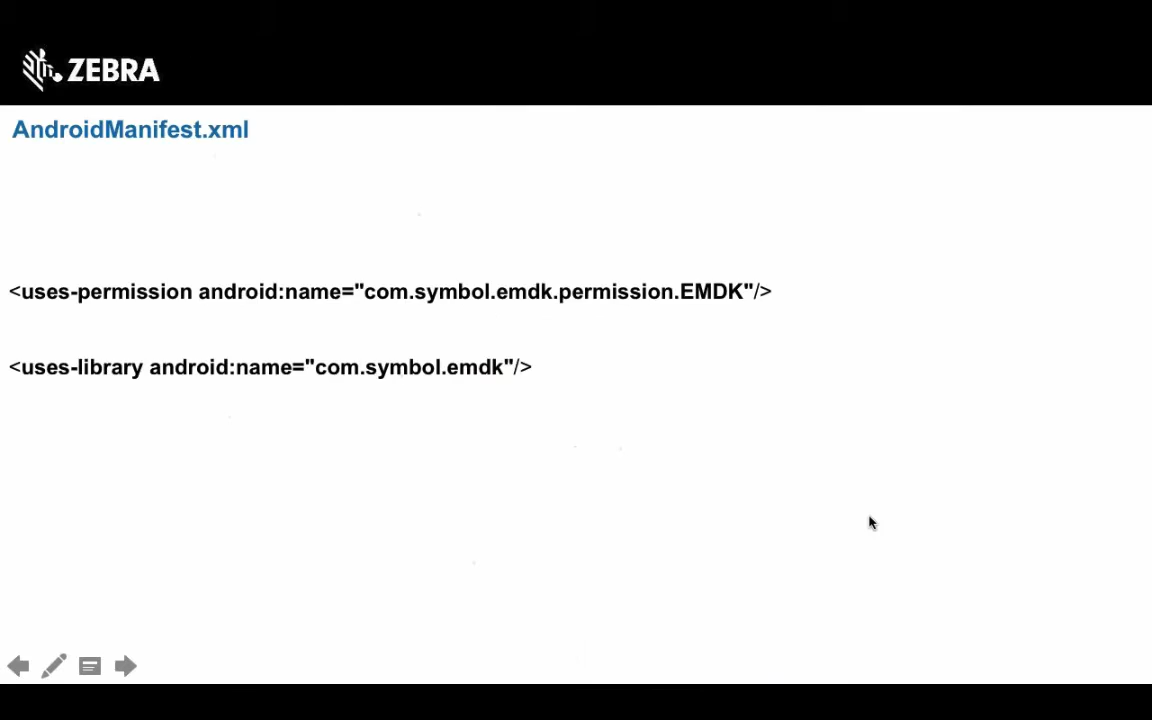 ZEBRA
AndroidManifest.xml
<uses-permission android:name="com.symbol.emdk.permission.EMDK"/>
<uses-library android:name="com.symbol.emdk"/>